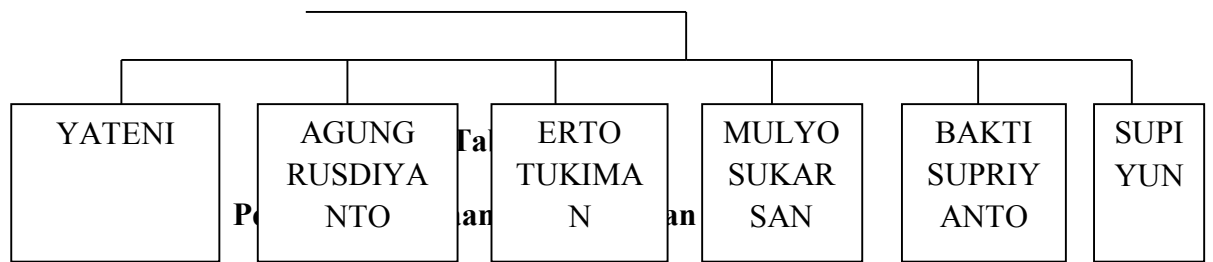 YATENI
AGUNG
RUSDIYA
NTO
ERTO
TUKIMA
N
MULYO
SUKAR
SAN
BAKTI
SUPRIY
ANTO
SUPI
YUN